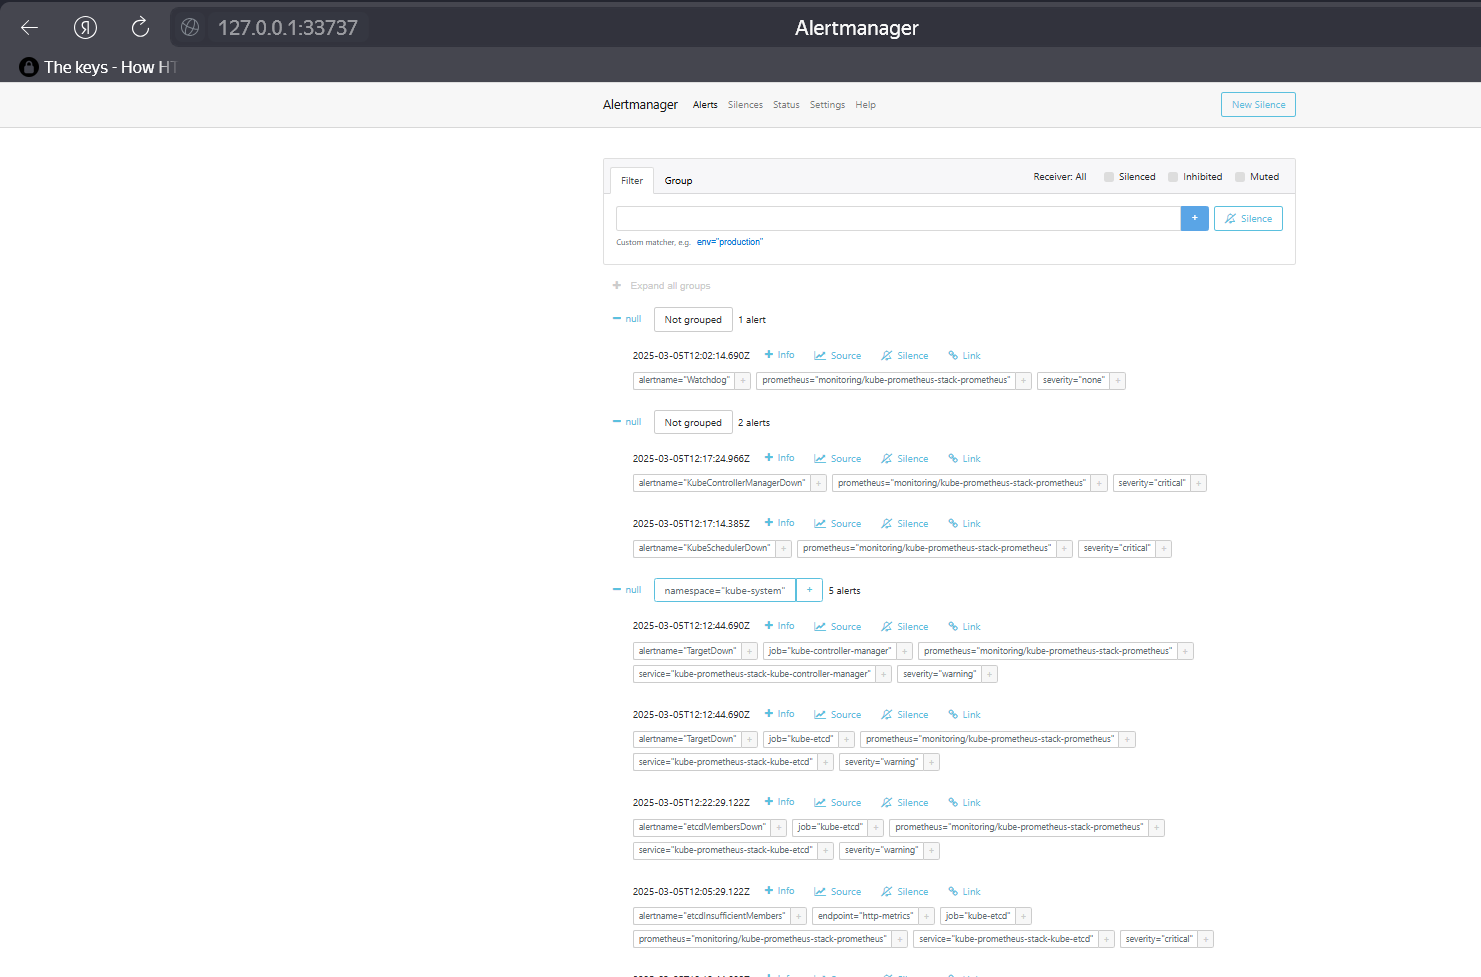 Я 127.0.0.1:33737 Alertmanager
The keys - How HT
Alertmanager Alerts Silences Status Settings Help New Silence
Filter Group Receiver: All Silenced Inhibited Muted
+ Silence
Custom matcher, e.g. env="production"
+ Expand all groups
− null Not grouped 1 alert
2025-03-05T12:02:14.690Z + Info Source Silence Link
alertname="Watchdog" + prometheus="monitoring/kube-prometheus-stack-prometheus" + severity="none" +
− null Not grouped 2 alerts
2025-03-05T12:17:24.966Z + Info Source Silence Link
alertname="KubeControllerManagerDown" + prometheus="monitoring/kube-prometheus-stack-prometheus" + severity="critical" +
2025-03-05T12:17:14.385Z + Info Source Silence Link
alertname="KubeSchedulerDown" + prometheus="monitoring/kube-prometheus-stack-prometheus" + severity="critical" +
− null namespace="kube-system" + 5 alerts
2025-03-05T12:12:44.690Z + Info Source Silence Link
alertname="TargetDown" + job="kube-controller-manager" + prometheus="monitoring/kube-prometheus-stack-prometheus" +
service="kube-prometheus-stack-kube-controller-manager" + severity="warning" +
2025-03-05T12:12:44.690Z + Info Source Silence Link
alertname="TargetDown" + job="kube-etcd" + prometheus="monitoring/kube-prometheus-stack-prometheus" +
service="kube-prometheus-stack-kube-etcd" + severity="warning" +
2025-03-05T12:22:29.122Z + Info Source Silence Link
alertname="etcdMembersDown" + job="kube-etcd" + prometheus="monitoring/kube-prometheus-stack-prometheus" +
service="kube-prometheus-stack-kube-etcd" + severity="warning" +
2025-03-05T12:05:29.122Z + Info Source Silence Link
alertname="etcdInsufficientMembers" + endpoint="http-metrics" + job="kube-etcd" +
prometheus="monitoring/kube-prometheus-stack-prometheus" + service="kube-prometheus-stack-kube-etcd" + severity="critical" +